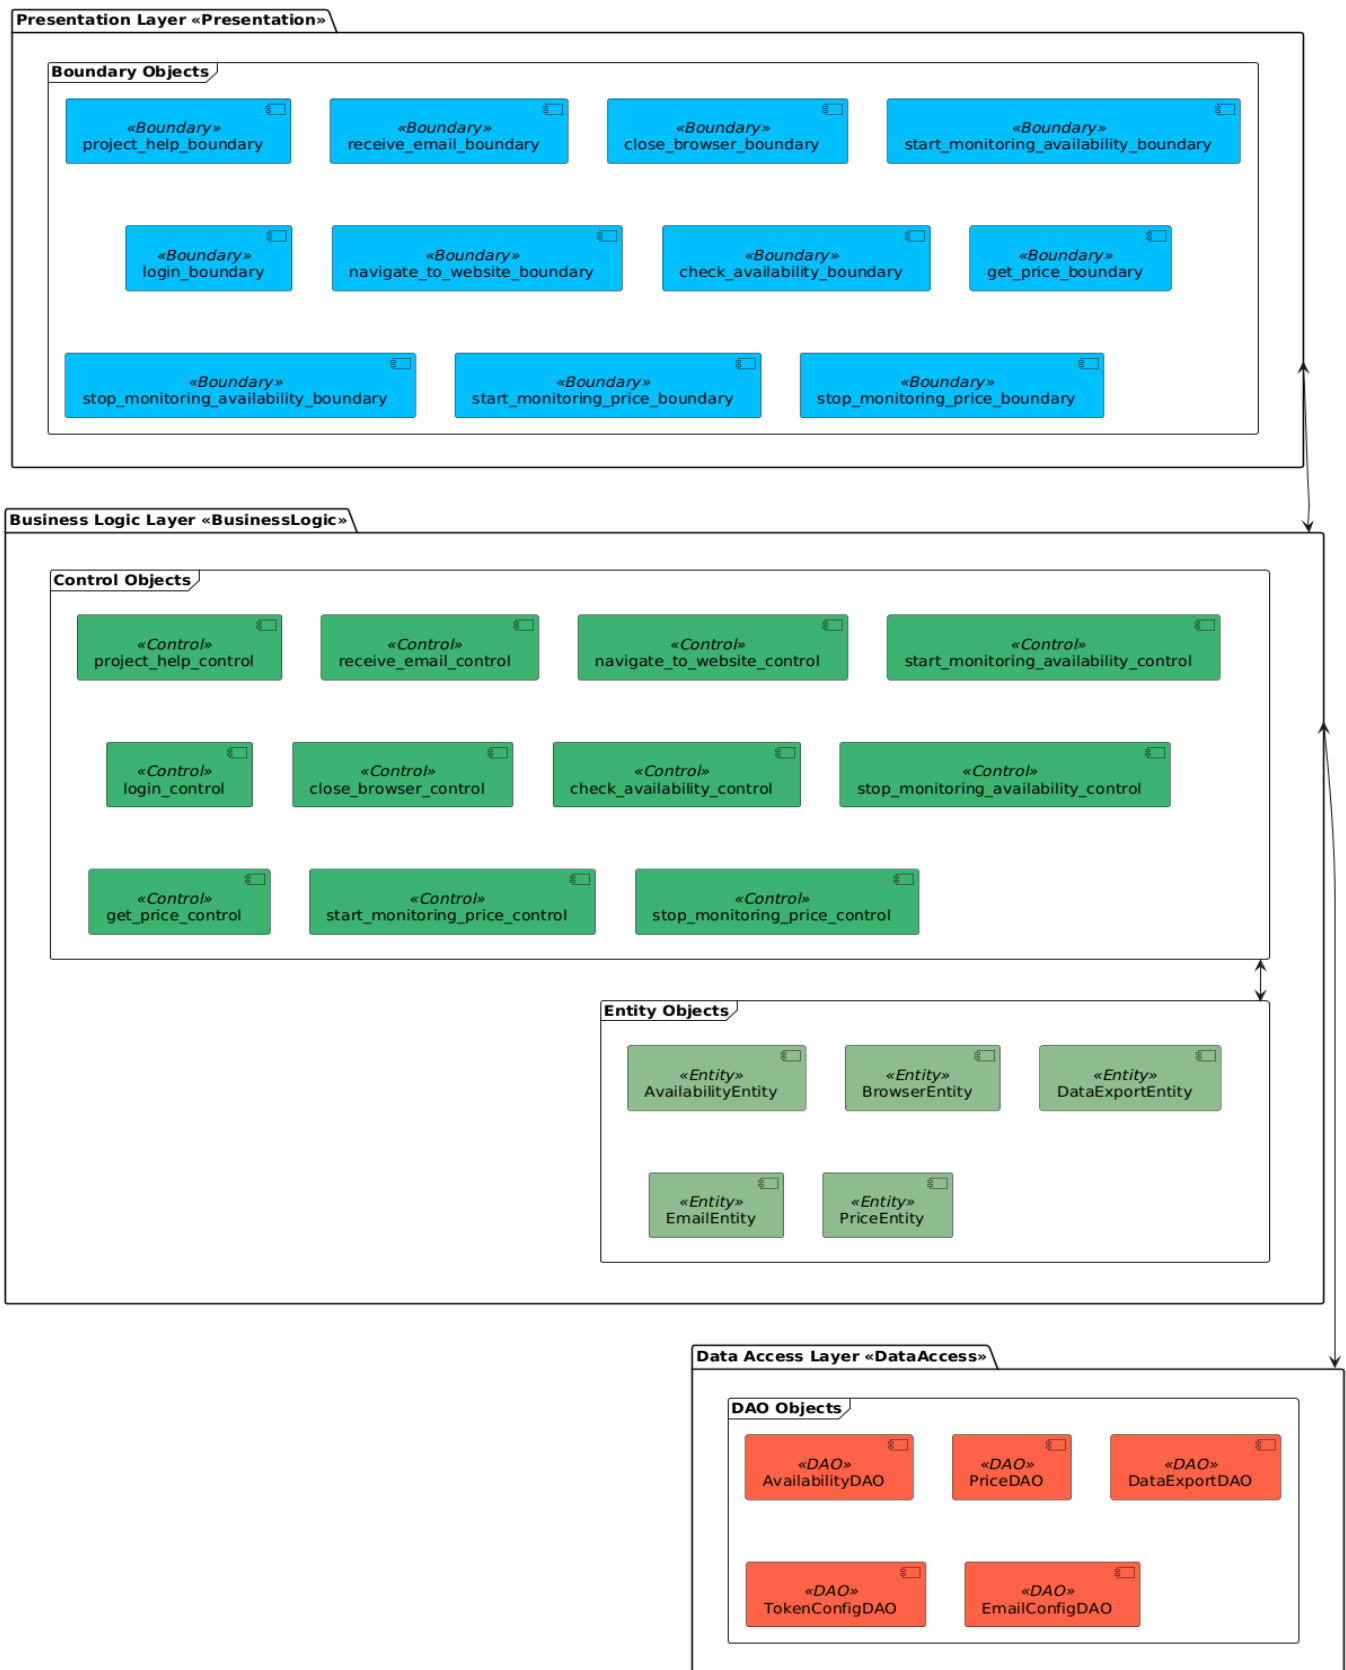 Presentation Layer «Presentation»
Boundary Objects
«Boundary»
project_help_boundary
«Boundary»
receive_email_boundary
«Boundary»
close_browser_boundary
«Boundary»
start_monitoring_availability_boundary
«Boundary»
login_boundary
«Boundary»
navigate_to_website_boundary
«Boundary»
check_availability_boundary
«Boundary»
get_price_boundary
«Boundary»
stop_monitoring_availability_boundary
«Boundary»
start_monitoring_price_boundary
«Boundary»
stop_monitoring_price_boundary
Business Logic Layer «BusinessLogic»
Control Objects
«Control»
project_help_control
«Control»
receive_email_control
«Control»
navigate_to_website_control
«Control»
start_monitoring_availability_control
«Control»
login_control
«Control»
close_browser_control
«Control»
check_availability_control
«Control»
stop_monitoring_availability_control
«Control»
get_price_control
«Control»
start_monitoring_price_control
«Control»
stop_monitoring_price_control
Entity Objects
«Entity»
AvailabilityEntity
«Entity»
BrowserEntity
«Entity»
DataExportEntity
«Entity»
EmailEntity
«Entity»
PriceEntity
Data Access Layer «DataAccess»
DAO Objects
«DAO»
AvailabilityDAO
«DAO»
PriceDAO
«DAO»
DataExportDAO
«DAO»
TokenConfigDAO
«DAO»
EmailConfigDAO